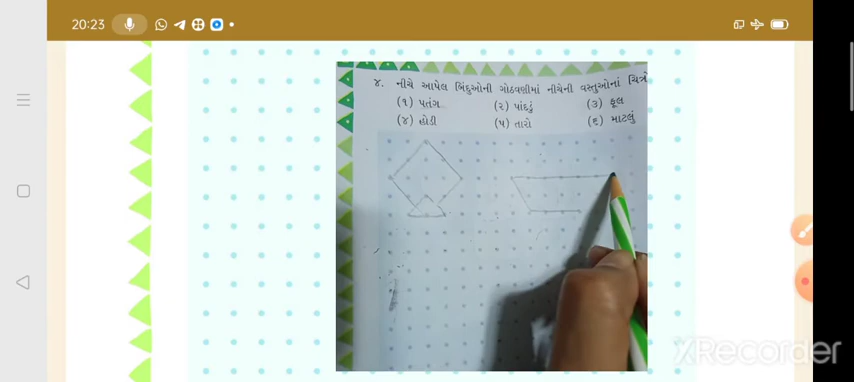 20:23
૪. નીચે આપેલ બિંદુઓની ગોઠવણીમાં નીચેની વસ્તુઓનાં ચિત્રો
(૧) પતંગ (૨) પાંદડું (૩) ફૂલ
(૪) હોડી (૫) તારો (૬) માટલું
XRecorder